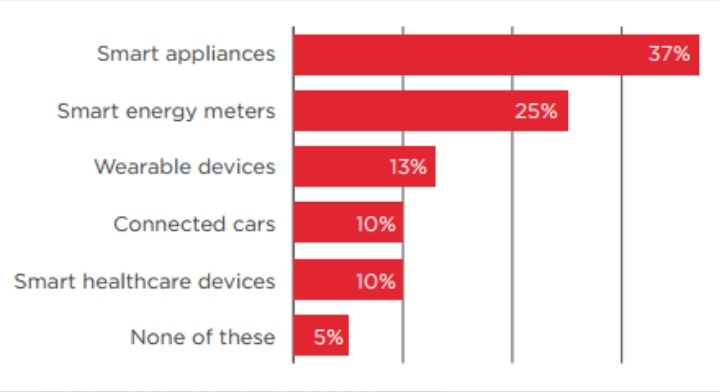 Smart appliances 37%
Smart energy meters 25%
Wearable devices 13%
Connected cars 10%
Smart healthcare devices 10%
None of these 5%